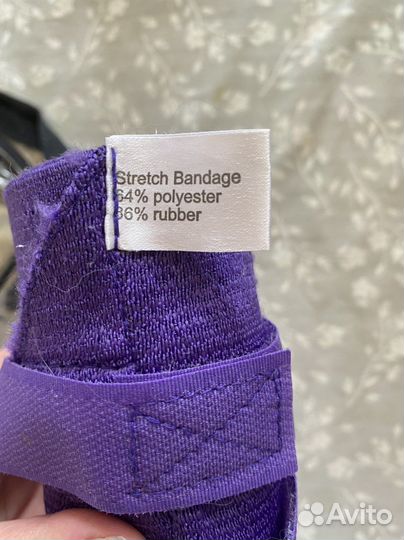 Stretch Bandage
64% polyester
36% rubber
Avito